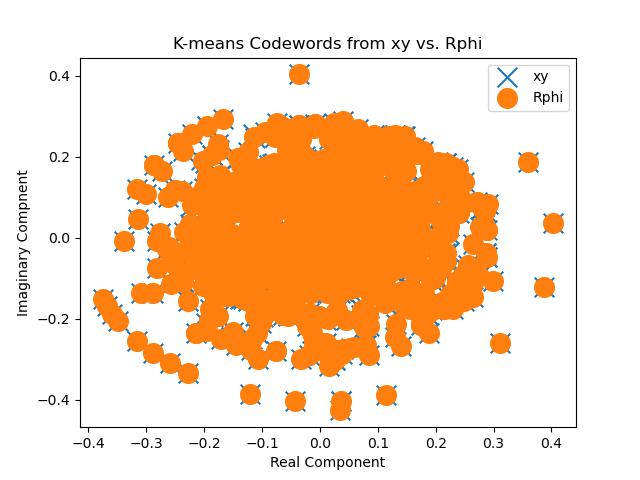 K-means Codewords from xy vs. Rphi
xy
Rphi
0.4
0.2
0.0
−0.2
−0.4
Imaginary Compnent
−0.4
−0.3
−0.2
−0.1
0.0
0.1
0.2
0.3
0.4
Real Component